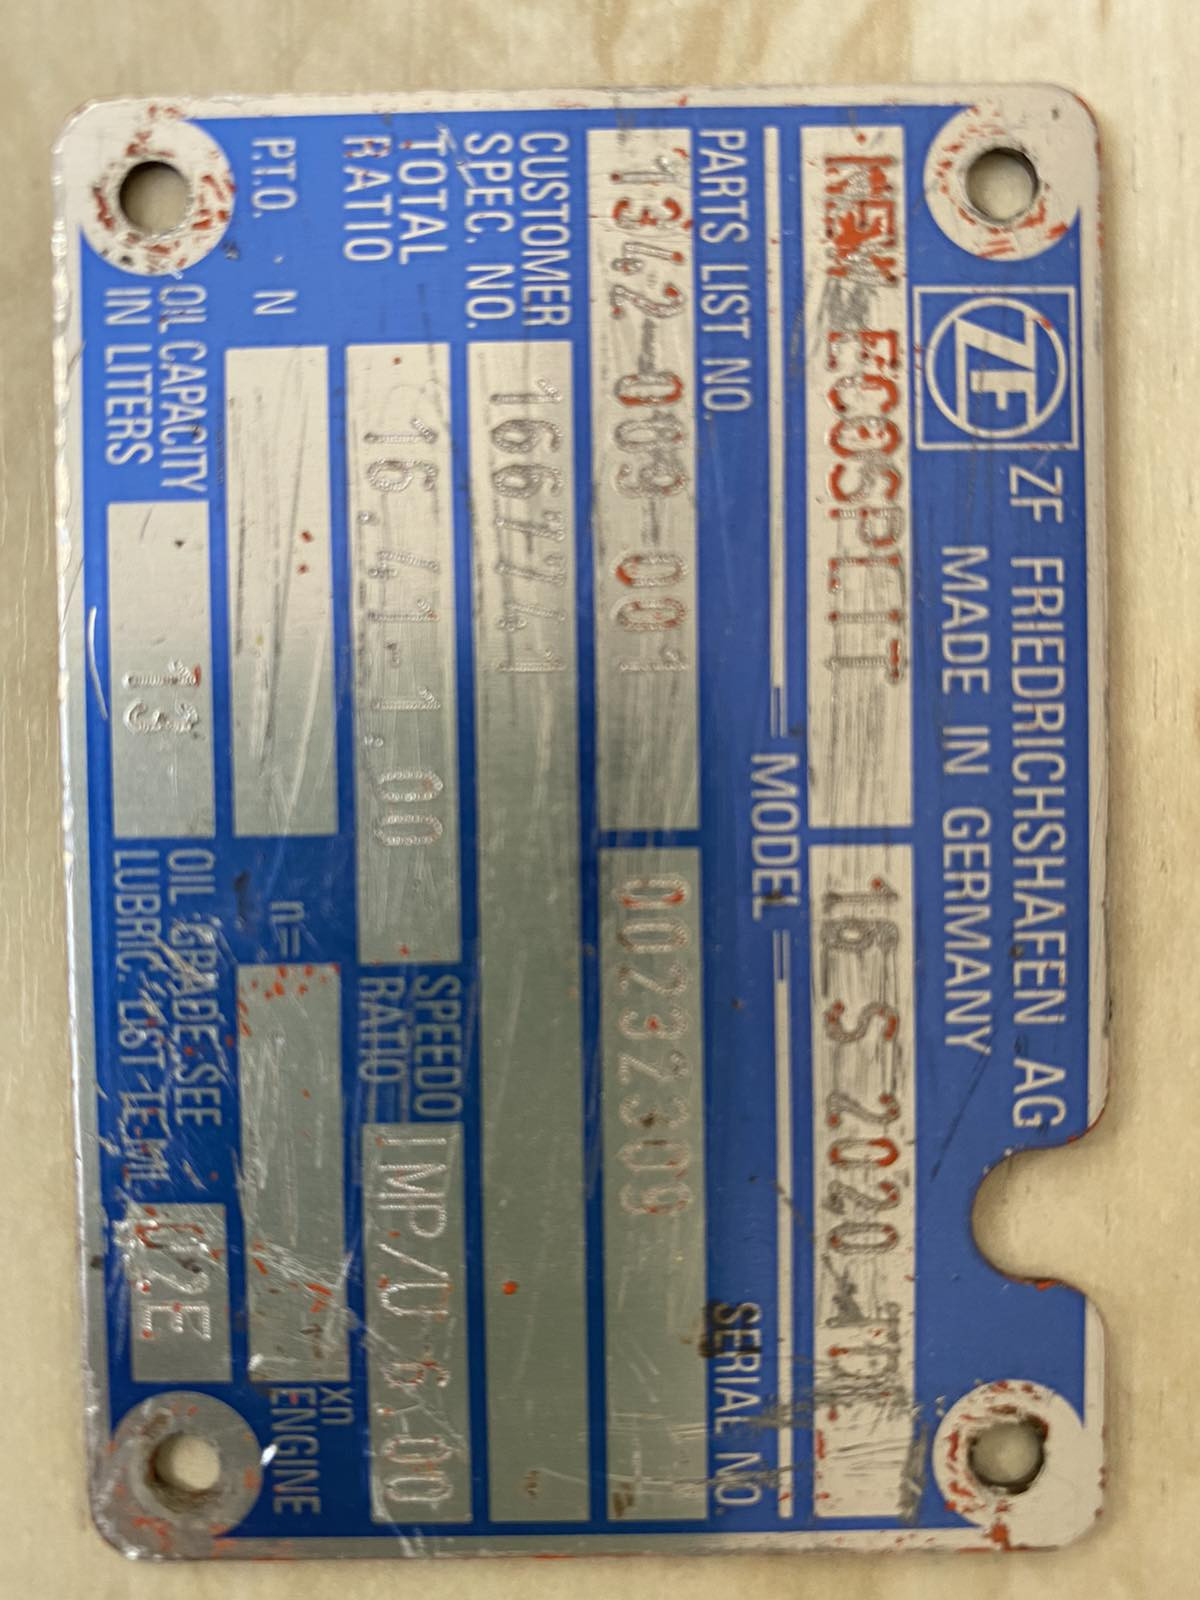 ZF
ZF FRIEDRICHSHAFEN AG
MADE IN GERMANY
ECOSPLIT 16 S 2020 TD
MODEL
PARTS LIST NO. SERIAL NO.
1342-089-001 00232309
CUSTOMER
SPEC. NO.
TOTAL
RATIO 16.41-1.00 SPEEDO
RATIO IMP/U 6.00
P.T.O. N n= xn
ENGINE
OIL CAPACITY
IN LITERS 13 OIL GRADE SEE
LUBRIC. LIST TE-ML 02E